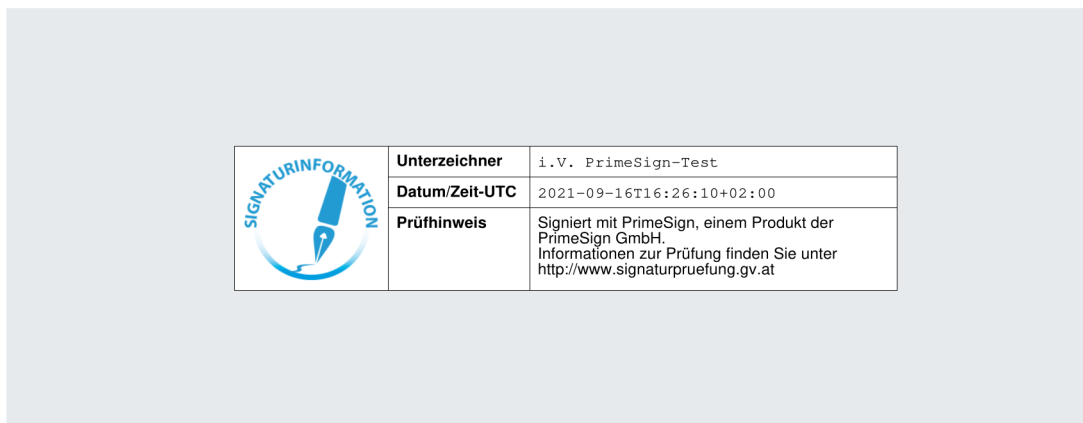 SIGNATURINFORMATION
Unterzeichner i.V. PrimeSign-Test
Datum/Zeit-UTC 2021-09-16T16:26:10+02:00
Prüfhinweis Signiert mit PrimeSign, einem Produkt der
PrimeSign GmbH.
Informationen zur Prüfung finden Sie unter
http://www.signaturpruefung.gv.at